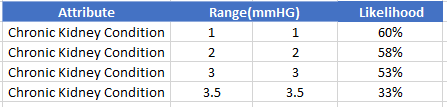 Attribute Range(mmHG) Likelihood
Chronic Kidney Condition 1 1 60%
Chronic Kidney Condition 2 2 58%
Chronic Kidney Condition 3 3 53%
Chronic Kidney Condition 3.5 3.5 33%